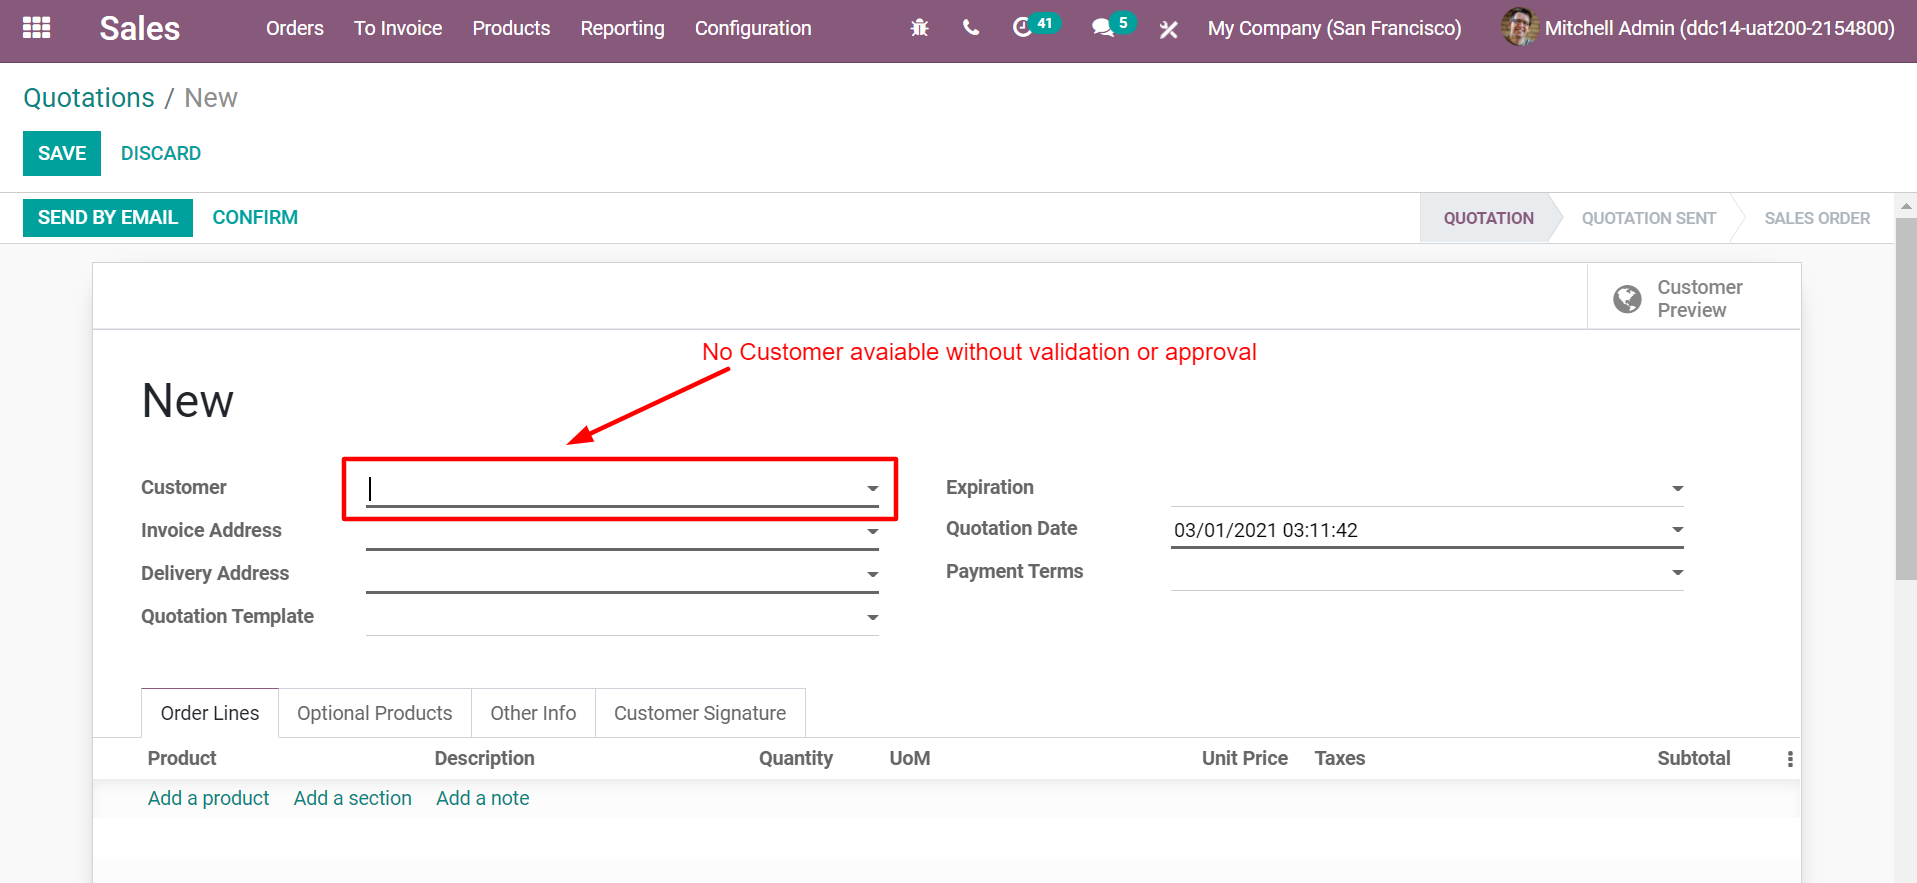 Sales Orders To Invoice Products Reporting Configuration 41 5 My Company (San Francisco) Mitchell Admin (ddc14-uat200-2154800)
Quotations / New
SAVE DISCARD
SEND BY EMAIL CONFIRM QUOTATION QUOTATION SENT SALES ORDER
Customer
Preview
No Customer avaiable without validation or approval
New
Customer Expiration
Invoice Address Quotation Date 03/01/2021 03:11:42
Delivery Address Payment Terms
Quotation Template
Order Lines Optional Products Other Info Customer Signature
Product Description Quantity UoM Unit Price Taxes Subtotal
Add a product Add a section Add a note